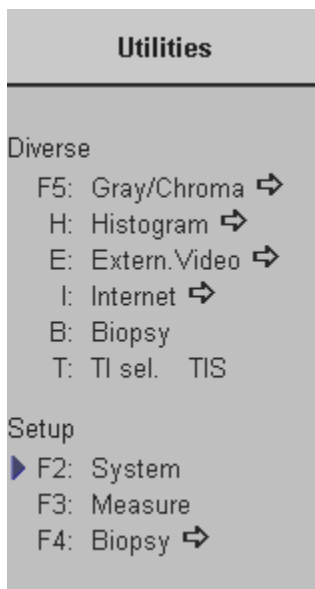 Utilities
Diverse
F5: Gray/Chroma ⇨
H: Histogram ⇨
E: Extern.Video ⇨
I: Internet ⇨
B: Biopsy
T: TI sel. TIS
Setup
F2: System
F3: Measure
F4: Biopsy ⇨